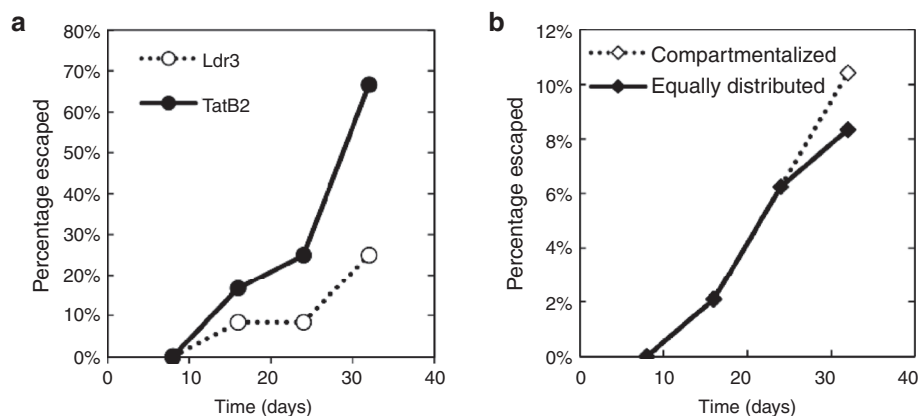 a
80%
70%
60%
50%
40%
30%
20%
10%
0%
Percentage escaped
Ldr3
TatB2
0 10 20 30 40
Time (days)
b
12%
10%
8%
6%
4%
2%
0%
Percentage escaped
Compartmentalized
Equally distributed
0 10 20 30 40
Time (days)